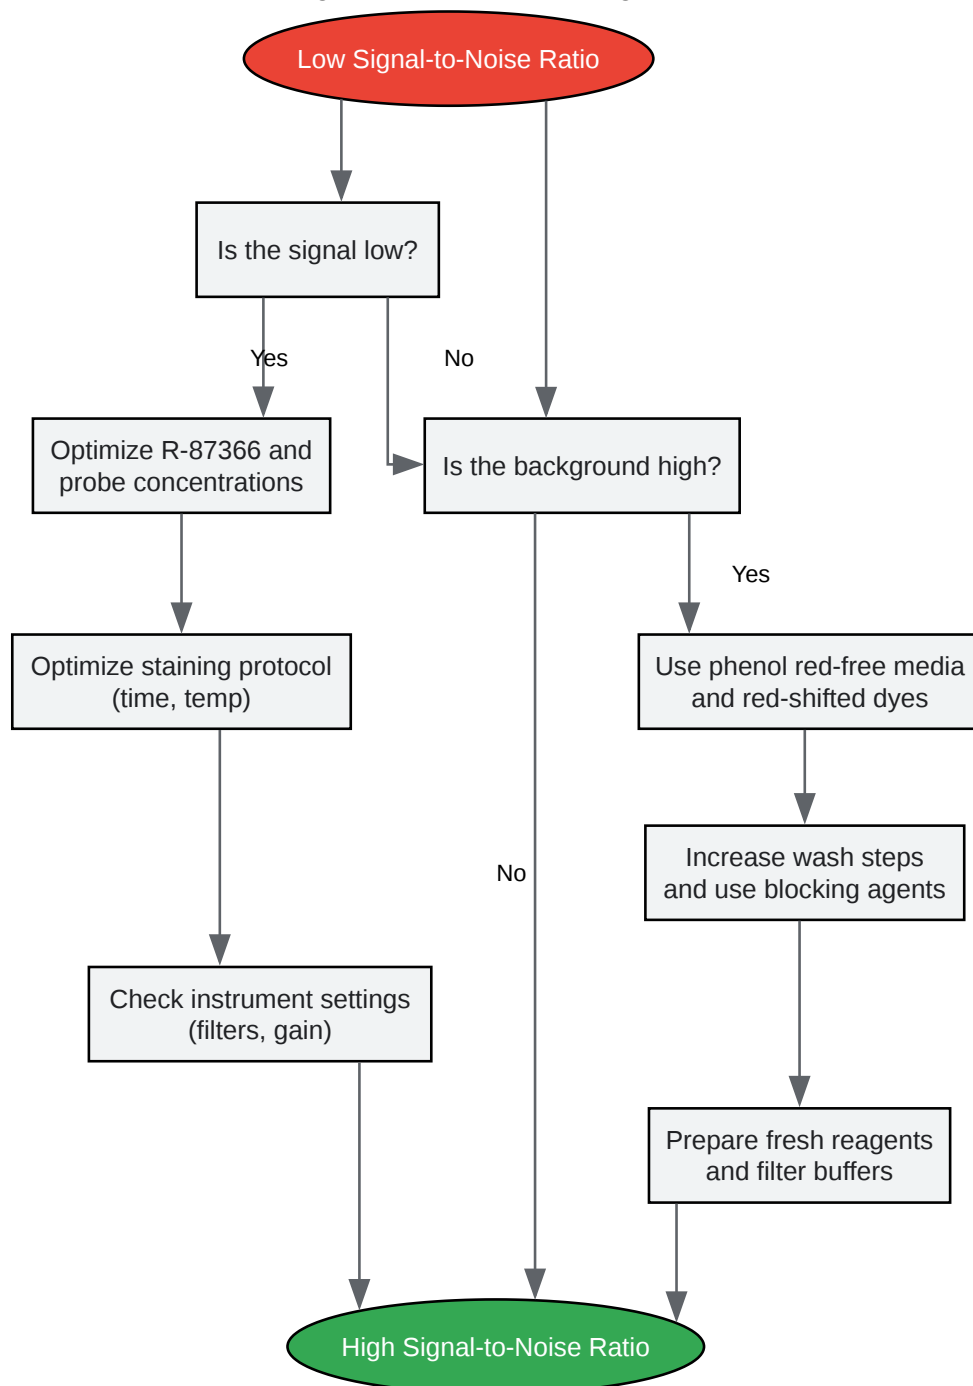 Low Signal-to-Noise Ratio
Is the signal low?
Yes
No
Optimize R-87366 and
probe concentrations
Is the background high?
Yes
Optimize staining protocol
(time, temp)
Use phenol red-free media
and red-shifted dyes
Increase wash steps
and use blocking agents
No
Check instrument settings
(filters, gain)
Prepare fresh reagents
and filter buffers
High Signal-to-Noise Ratio